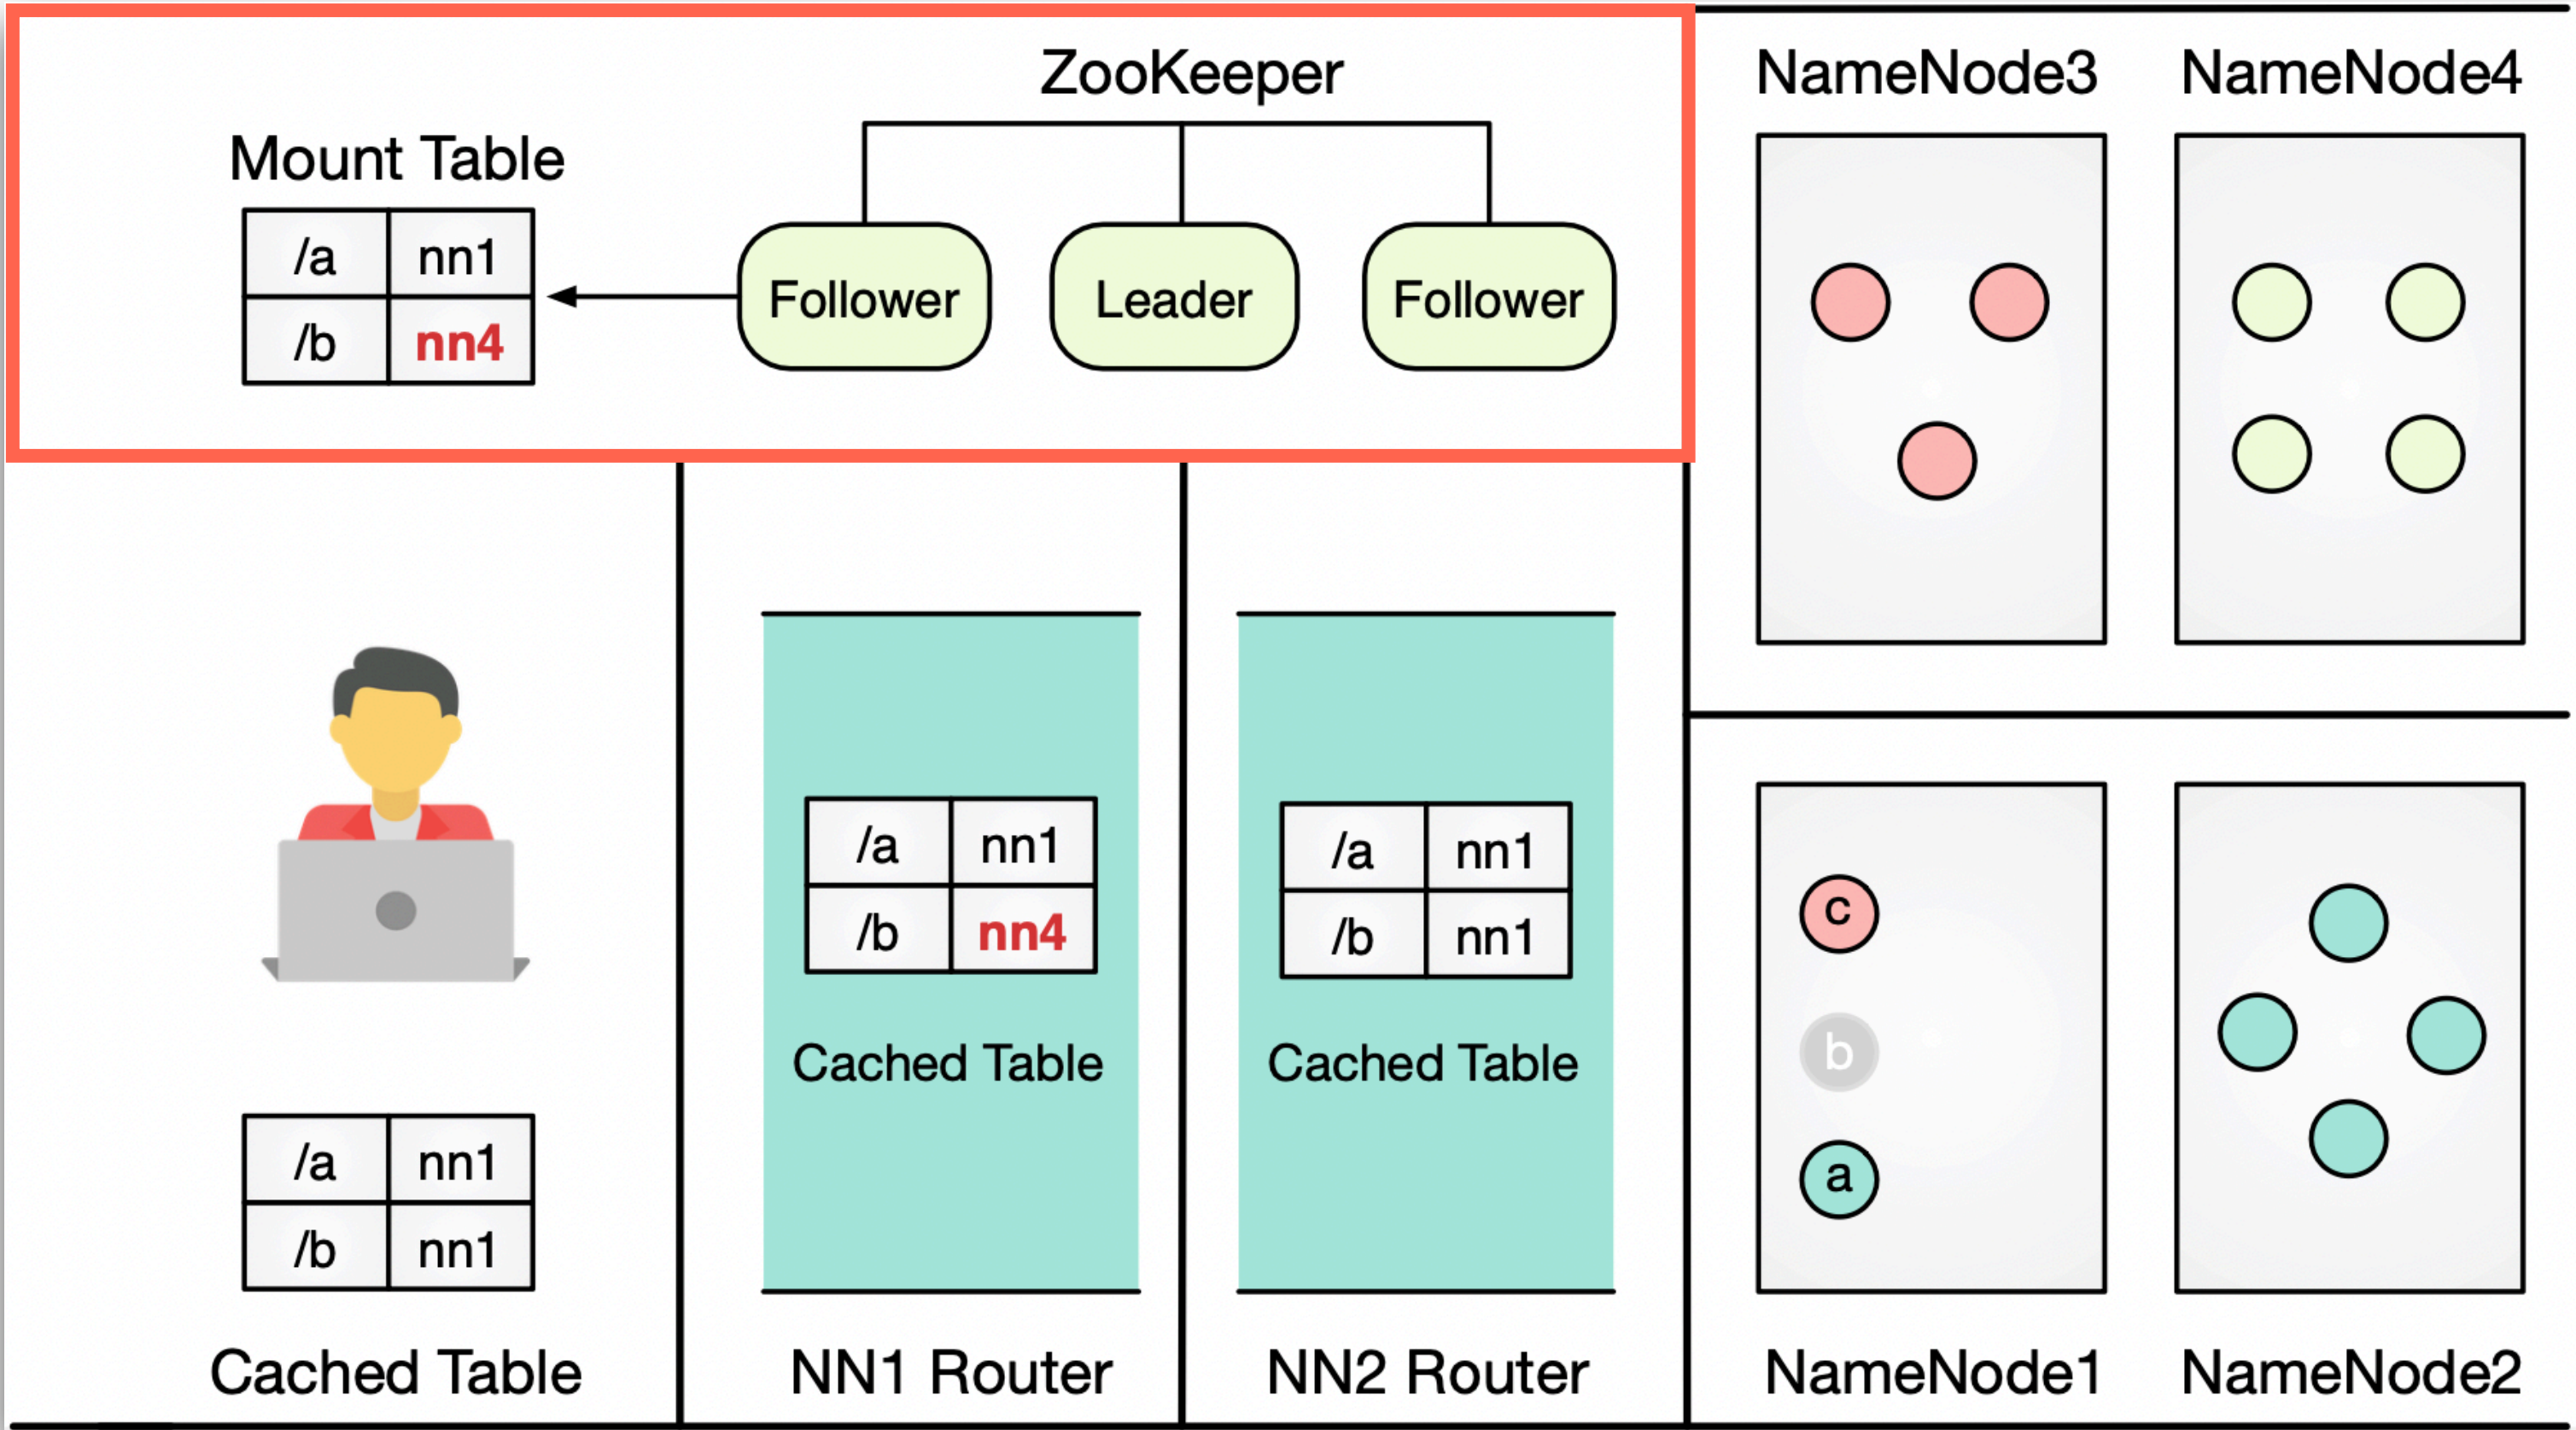 ZooKeeper
Mount Table
/a nn1
/b nn4
Follower
Leader
Follower
NameNode3
NameNode4
/a nn1
/b nn1
Cached Table
/a nn1
/b nn4
Cached Table
NN1 Router
/a nn1
/b nn1
Cached Table
NN2 Router
c
b
a
NameNode1
NameNode2